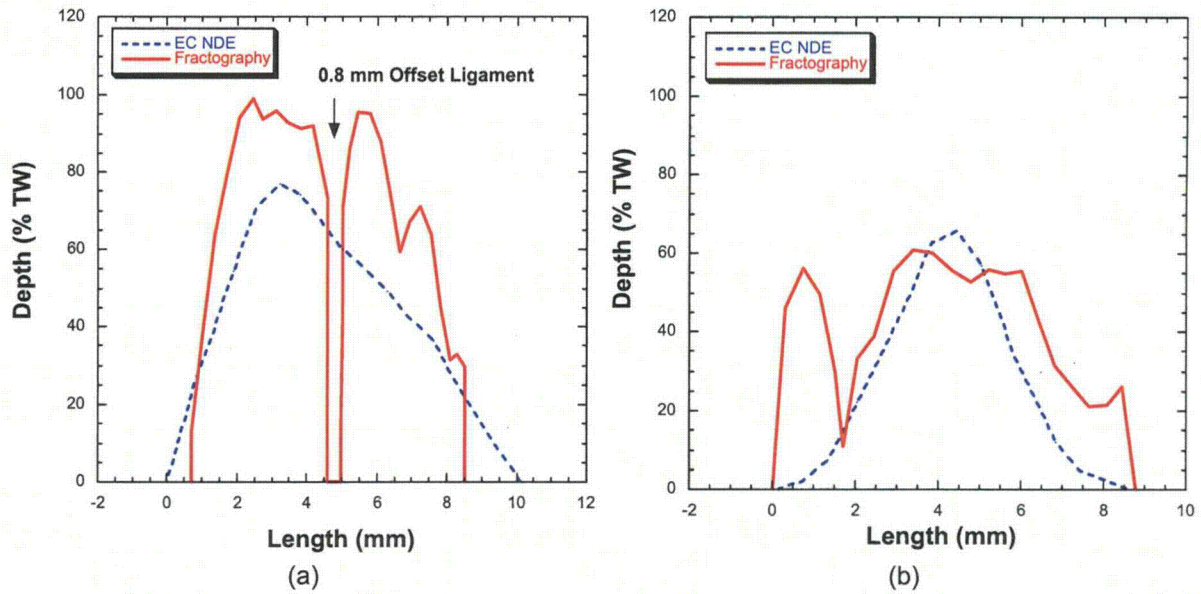 120
EC NDE
Fractography
0.8 mm Offset Ligament
100
80
60
40
20
0
Depth (% TW)
-2 0 2 4 6 8 10 12
Length (mm)
(a)
120
EC NDE
Fractography
100
80
60
40
20
0
Depth (% TW)
-2 0 2 4 6 8 10
Length (mm)
(b)